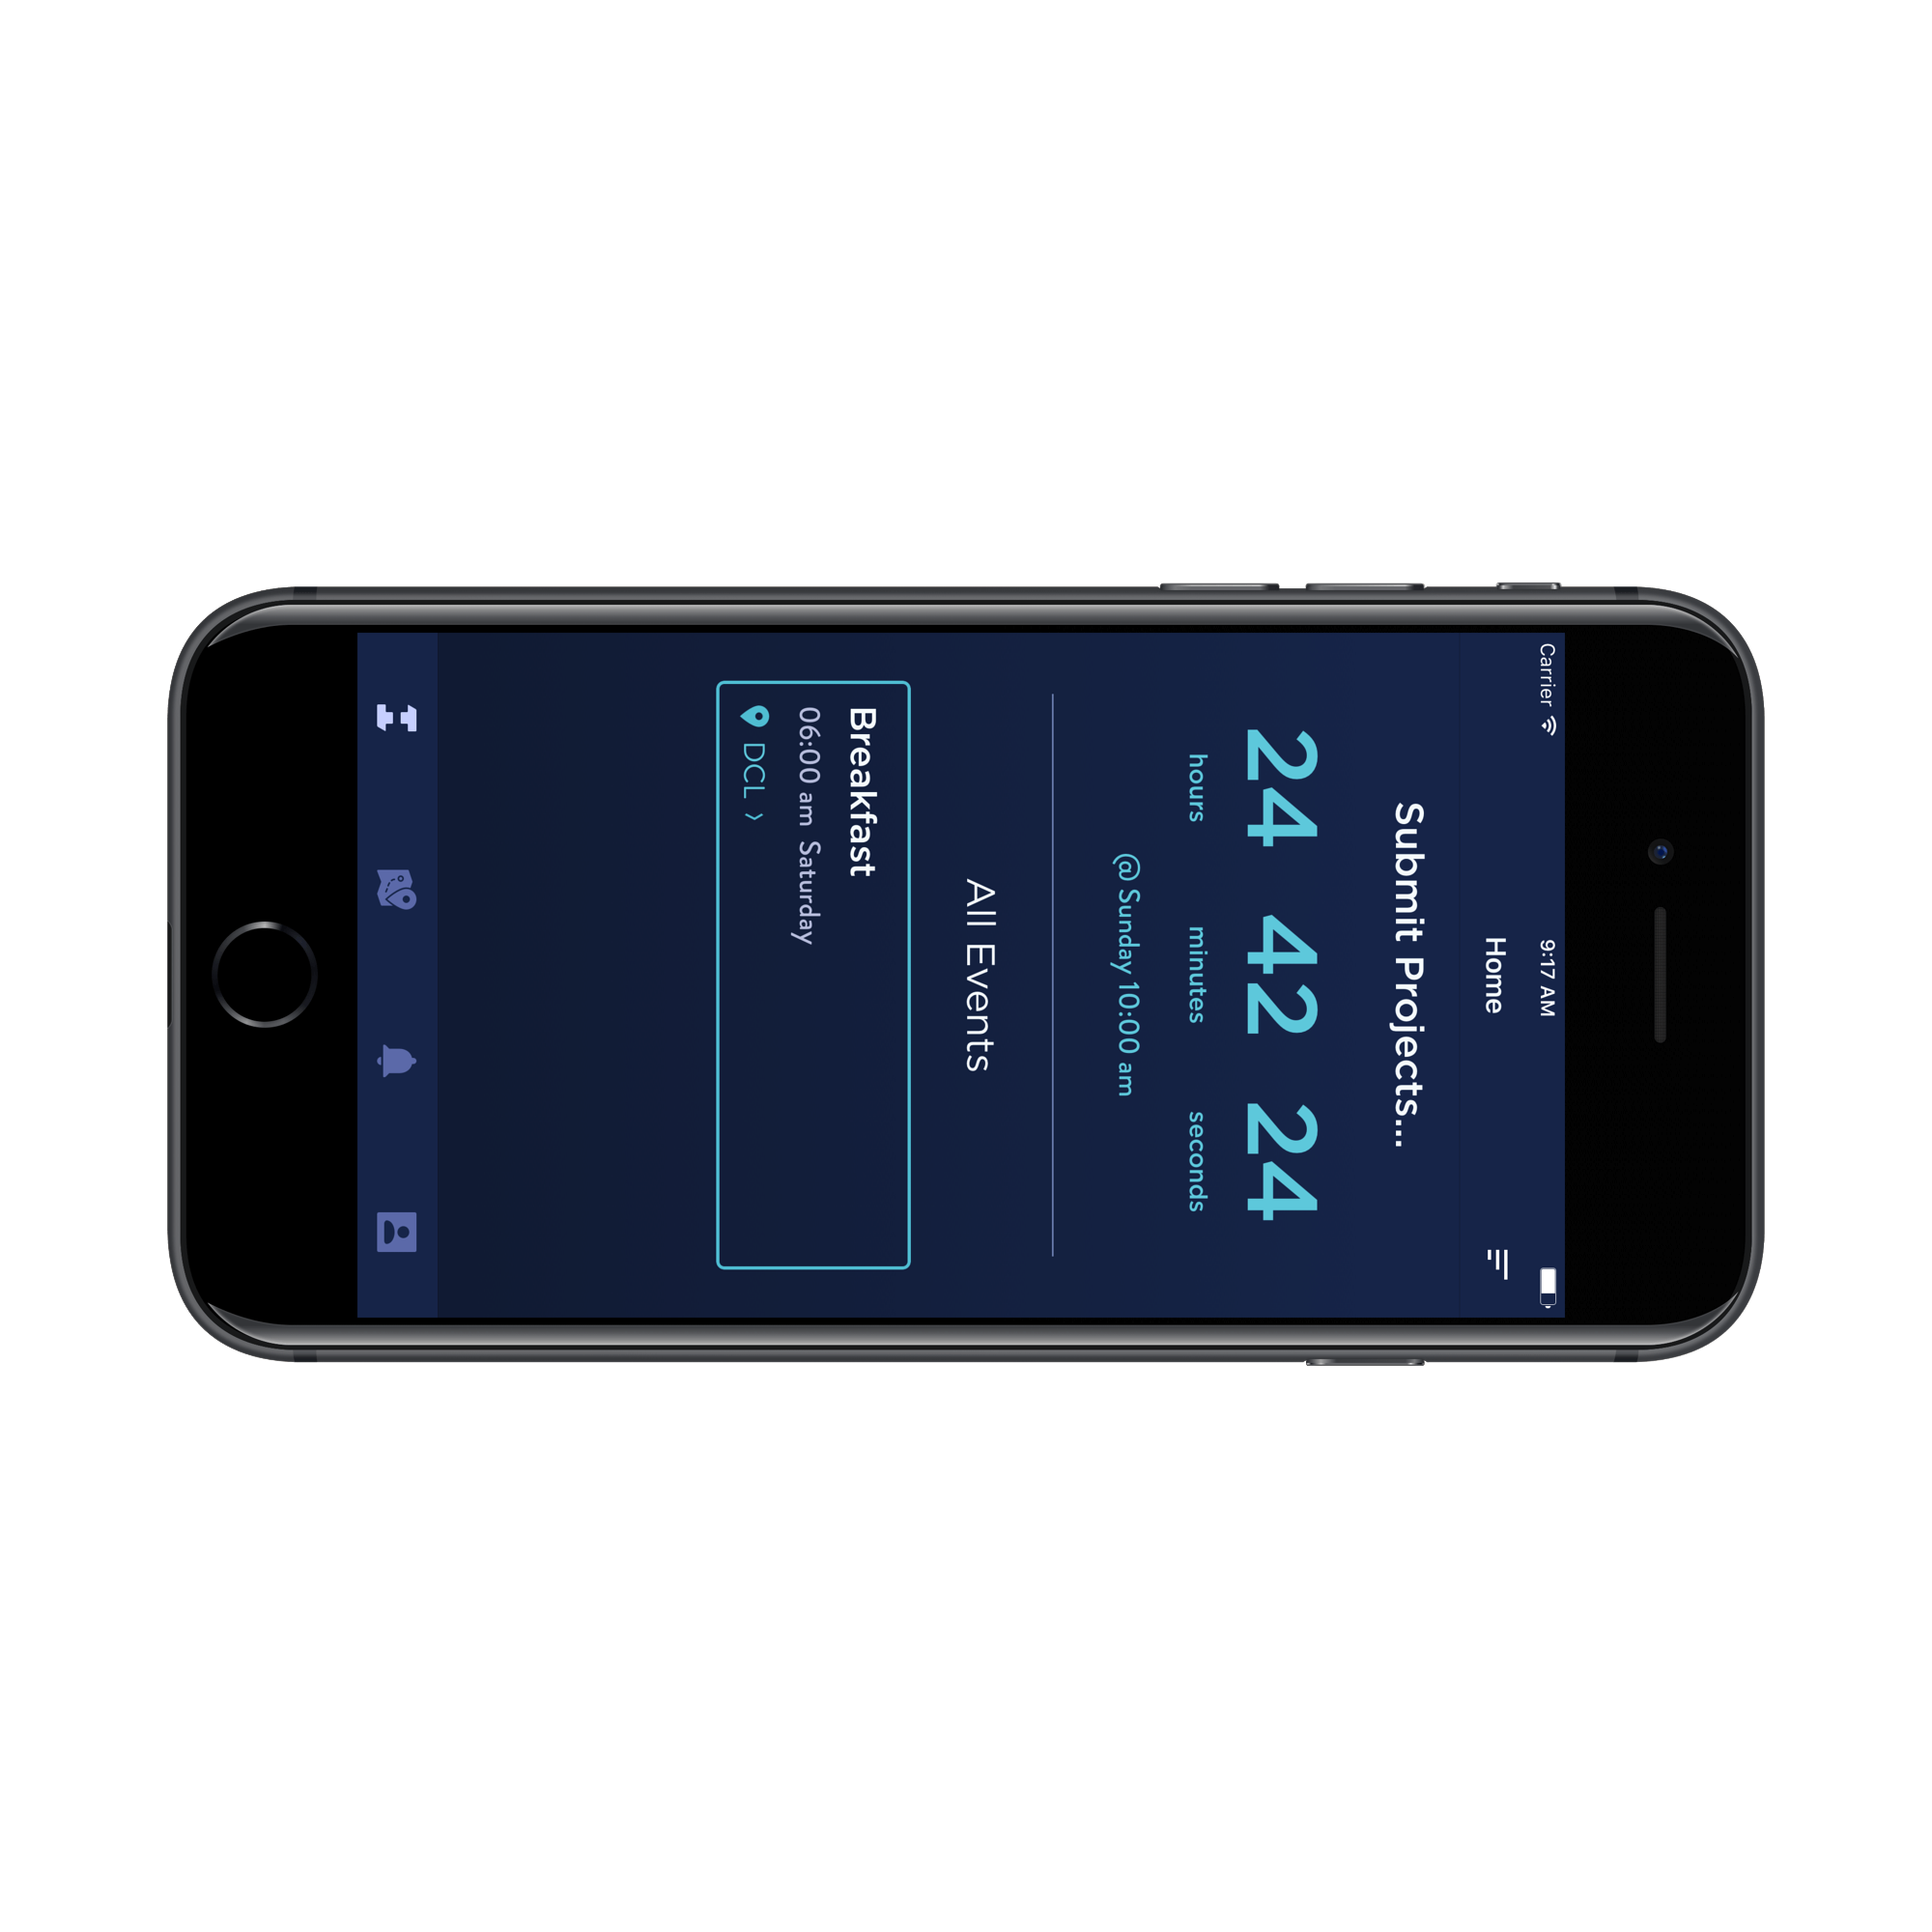 Carrier 9:17 AM
Home
Submit Projects...
24 42 24
hours minutes seconds
@ Sunday 10:00 am
All Events
Breakfast
06:00 am Saturday
DCL >